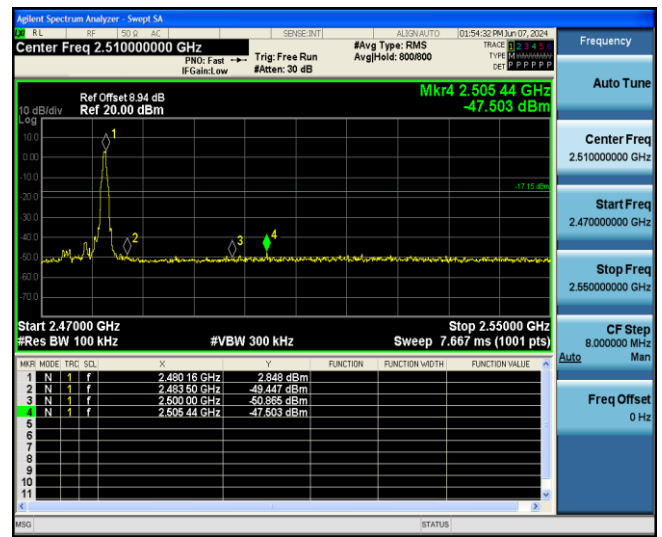 Agilent Spectrum Analyzer - Swept SA
RL RF 50 Ω AC SENSE:INT ALIGN AUTO 01:54:32 PM Jun 07, 2024
Center Freq 2.510000000 GHz
PNO: Fast
IFGain:Low
Trig: Free Run
#Atten: 30 dB
#Avg Type: RMS
Avg|Hold: 800/800
TRACE 1 2 3 4 5 6
TYPE
DET P P P P P P
Ref Offset 8.94 dB
10 dB/div Ref 20.00 dBm
Log
Mkr4 2.505 44 GHz
-47.503 dBm
10.0
0.00
-10.0
-20.0
-30.0
-40.0
-50.0
-60.0
-70.0
1
2
3
4
-17.15 dBm
Start 2.47000 GHz Stop 2.55000 GHz
#Res BW 100 kHz #VBW 300 kHz Sweep 7.667 ms (1001 pts)
MKR MODE TRC SCL X Y FUNCTION FUNCTION WIDTH FUNCTION VALUE
1 N 1 f 2.480 16 GHz 2.848 dBm
2 N 1 f 2.483 50 GHz -49.447 dBm
3 N 1 f 2.500 00 GHz -50.865 dBm
4 N 1 f 2.505 44 GHz -47.503 dBm
5
6
7
8
9
10
11
MSG STATUS
Frequency
Auto Tune
Center Freq
2.510000000 GHz
Start Freq
2.470000000 GHz
Stop Freq
2.550000000 GHz
CF Step
8.000000 MHz
Auto Man
Freq Offset
0 Hz